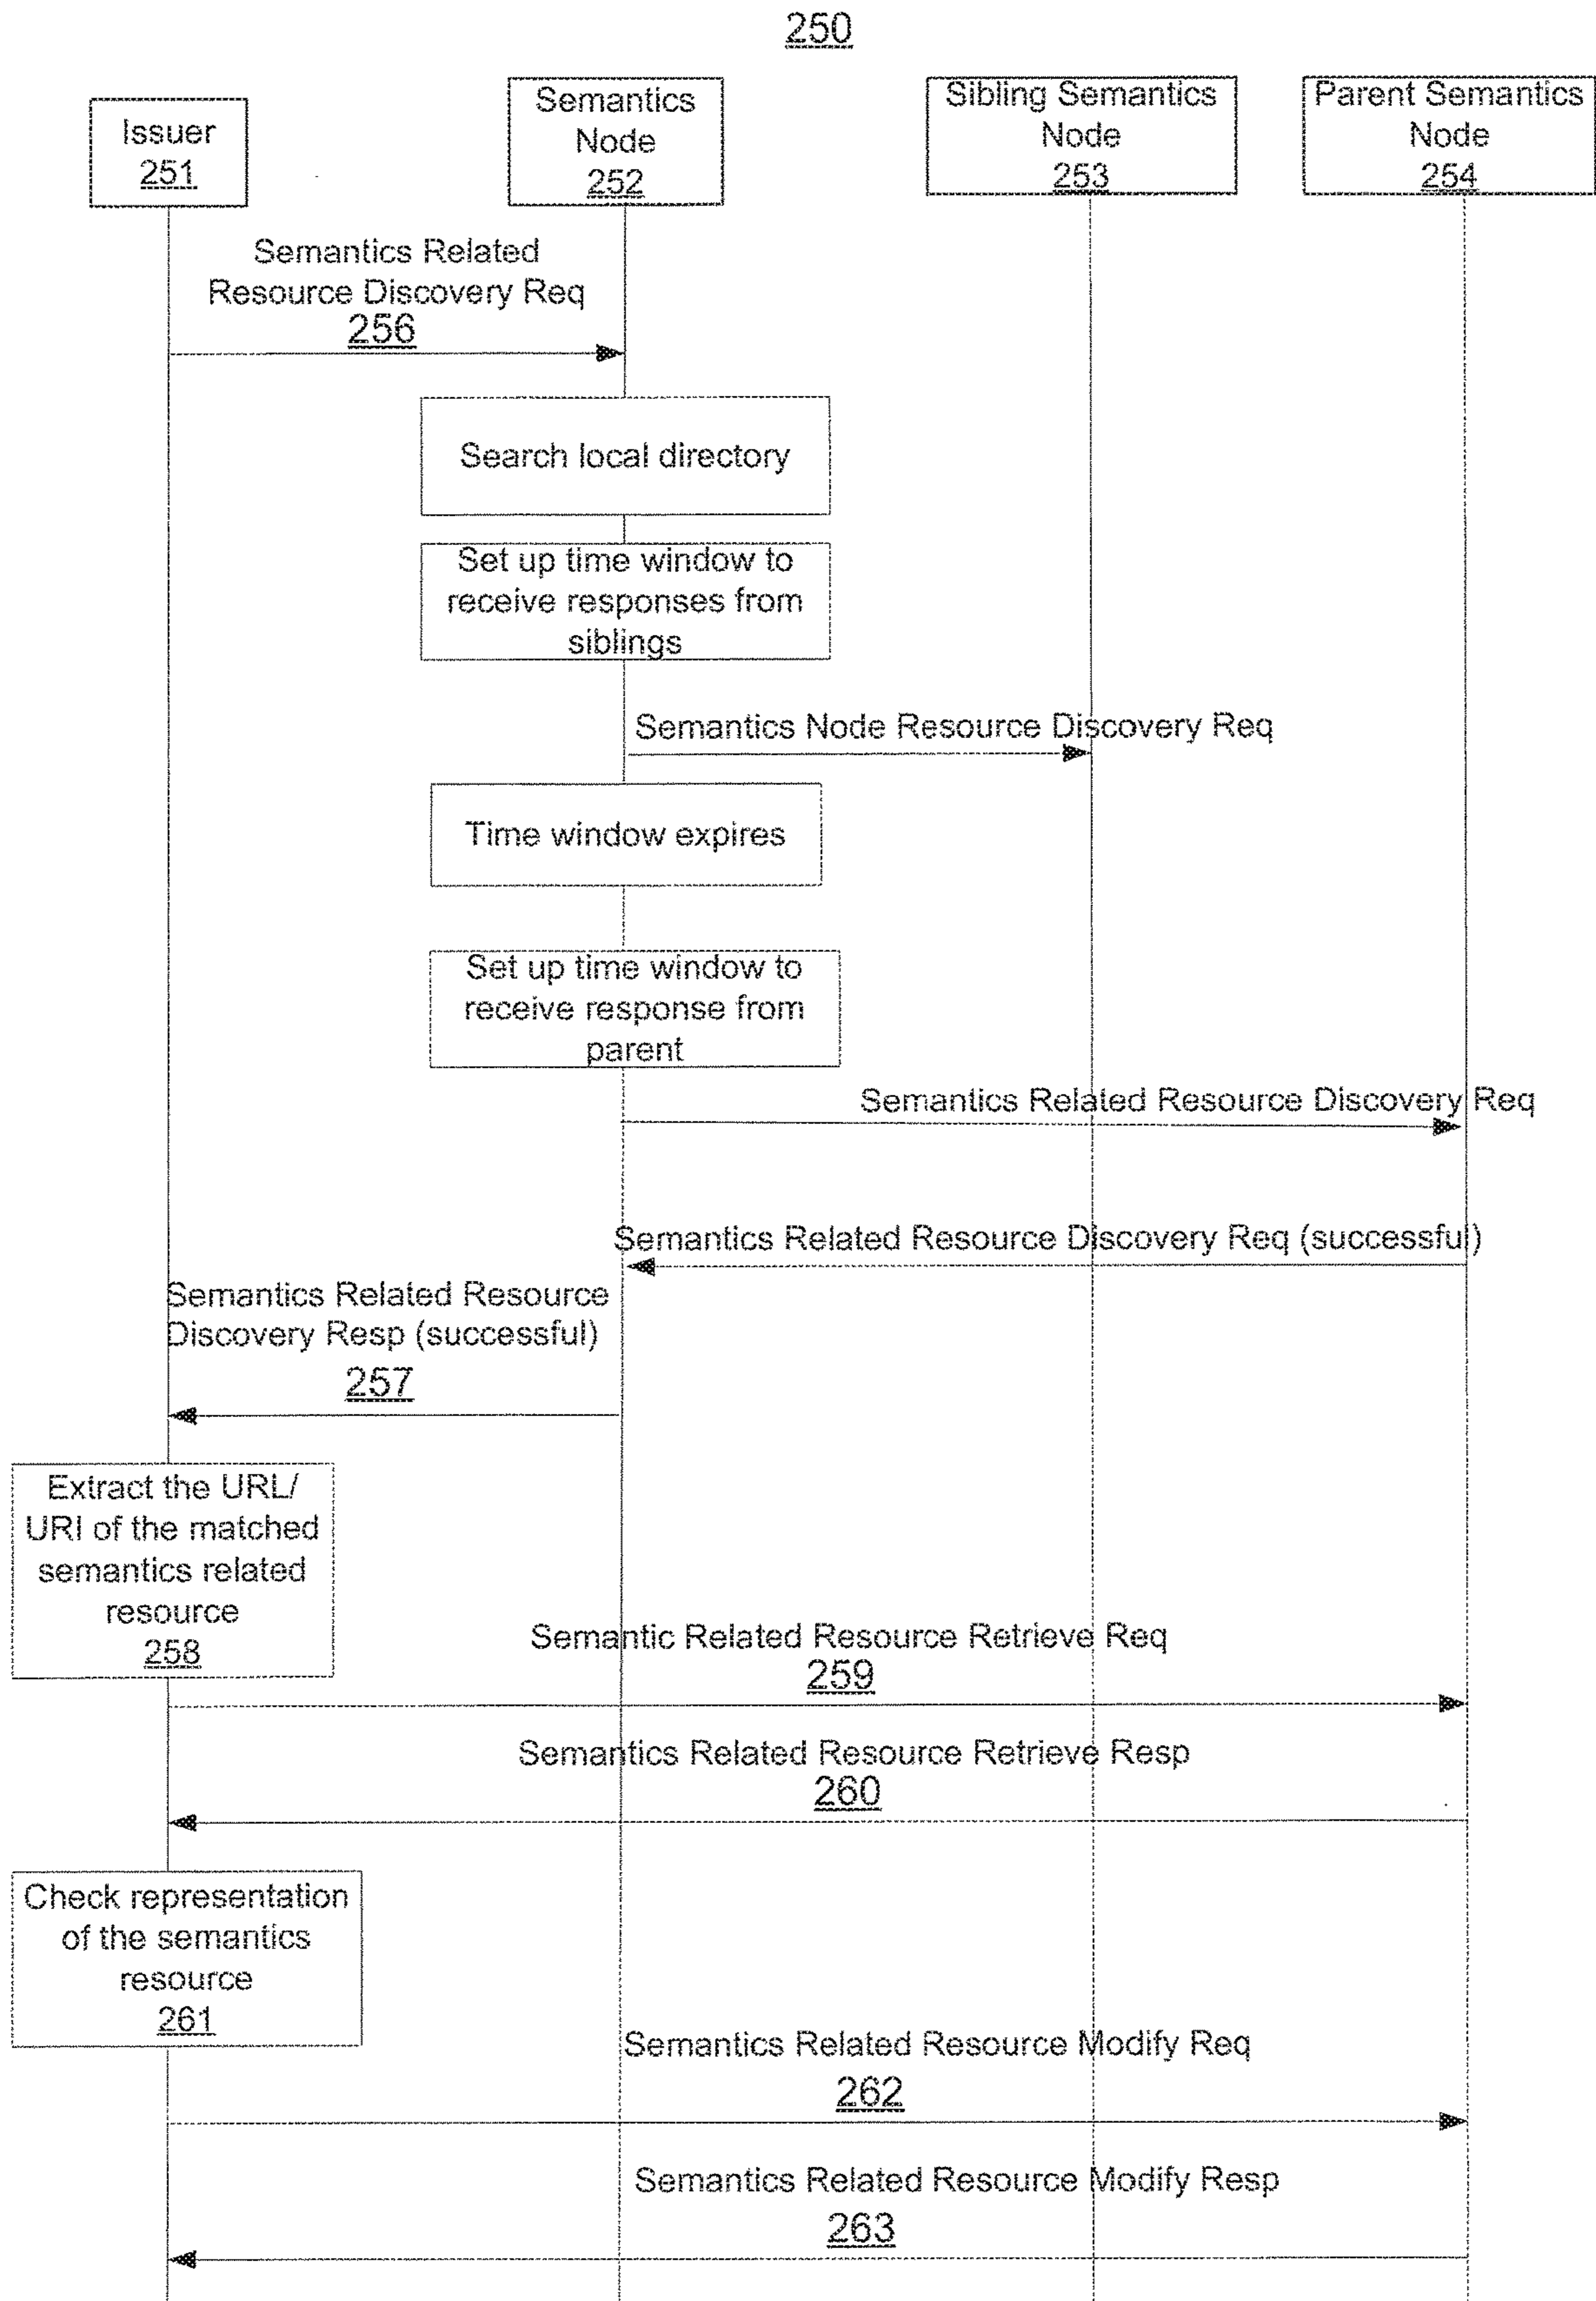 250
Issuer
251
Semantics
Node
252
Sibling Semantics
Node
253
Parent Semantics
Node
254
Semantics Related
Resource Discovery Req
256
Search local directory
Set up time window to
receive responses from
siblings
Semantics Node Resource Discovery Req
Time window expires
Set up time window to
receive response from
parent
Semantics Related Resource Discovery Req
Semantics Related Resource Discovery Req (successful)
Semantics Related Resource
Discovery Resp (successful)
257
Extract the URL/
URI of the matched
semantics related
resource
258
Semantic Related Resource Retrieve Req
259
Semantics Related Resource Retrieve Resp
260
Check representation
of the semantics
resource
261
Semantics Related Resource Modify Req
262
Semantics Related Resource Modify Resp
263